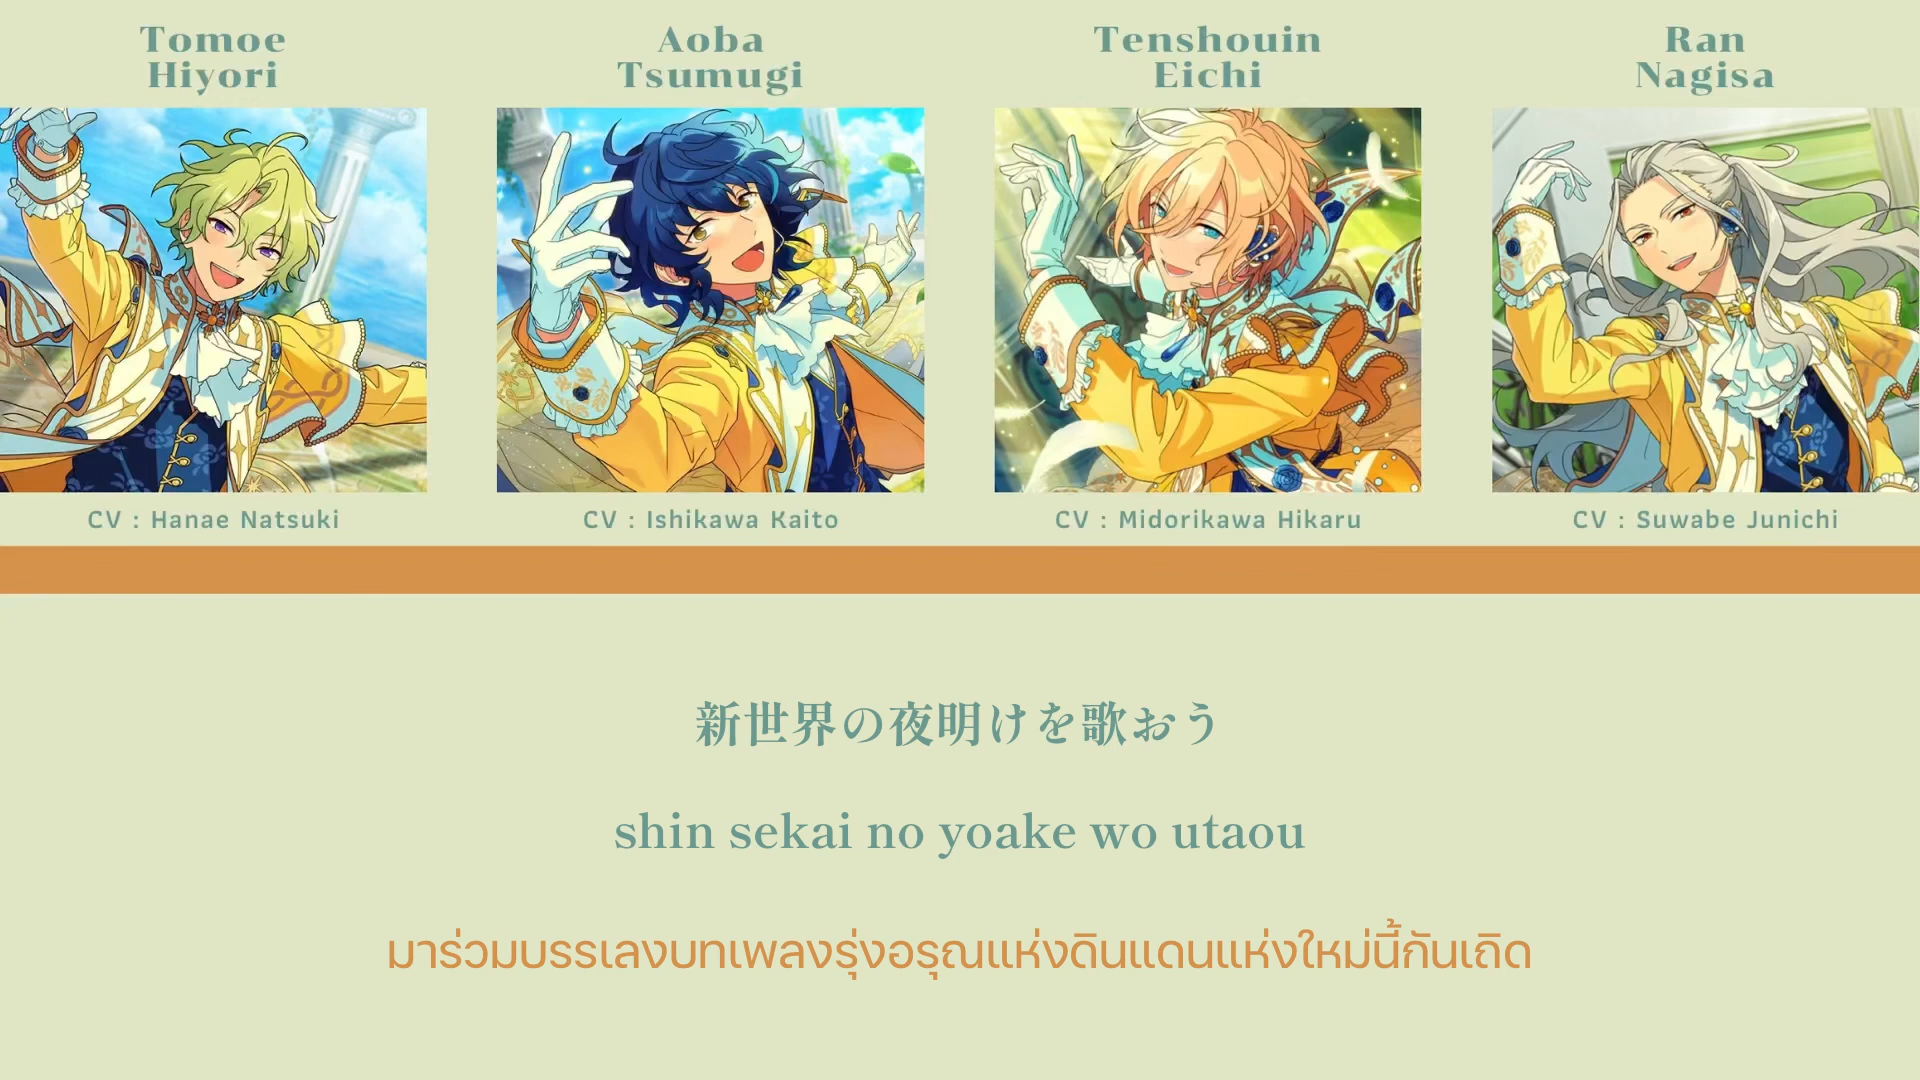 Tomoe
Hiyori
Aoba
Tsumugi
Tenshouin
Eichi
Ran
Nagisa
CV : Hanae Natsuki
CV : Ishikawa Kaito
CV : Midorikawa Hikaru
CV : Suwabe Junichi
新世界の夜明けを歌おう
shin sekai no yoake wo utaou
มาร่วมบรรเลงบทเพลงรุ่งอรุณแห่งดินแดนแห่งใหม่นี้กันเถิด